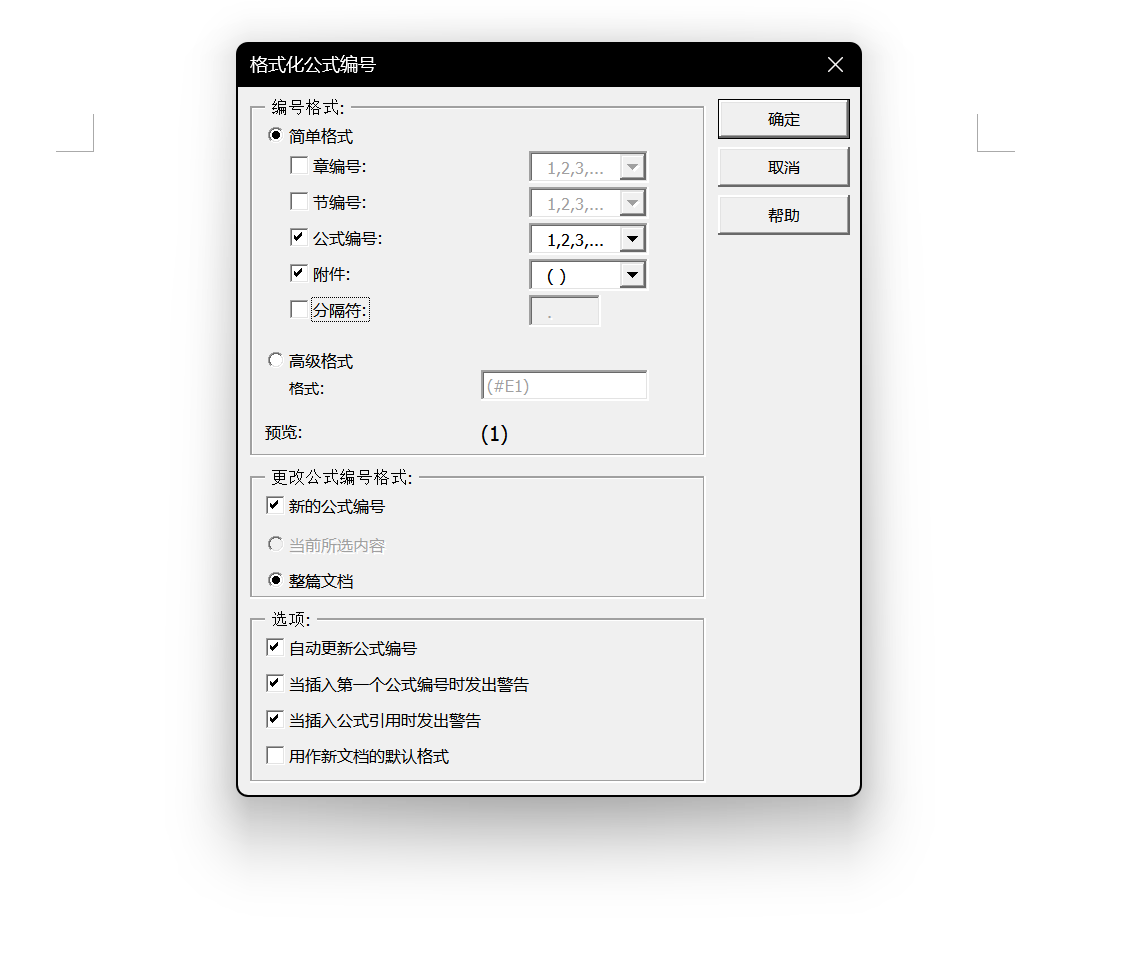 格式化公式编号
编号格式:
确定
简单格式
章编号: 1,2,3,...
取消
节编号: 1,2,3,...
帮助
公式编号: 1,2,3,...
附件: ( )
分隔符: .
高级格式
格式: (#E1)
预览: (1)
更改公式编号格式:
新的公式编号
当前所选内容
整篇文档
选项:
自动更新公式编号
当插入第一个公式编号时发出警告
当插入公式引用时发出警告
用作新文档的默认格式